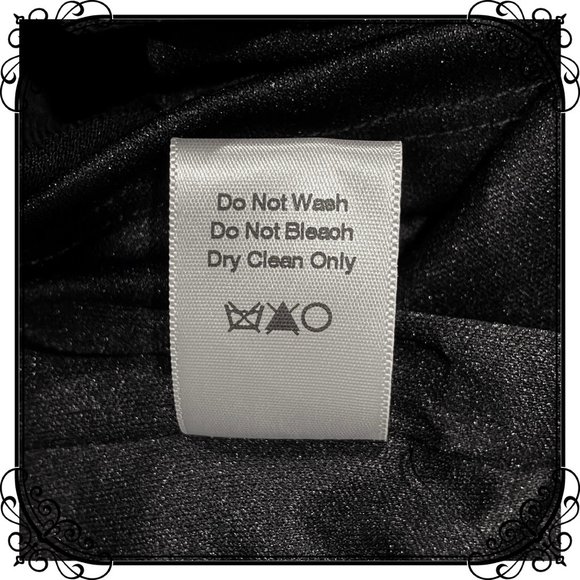 Do Not Wash
Do Not Bleach
Dry Clean Only